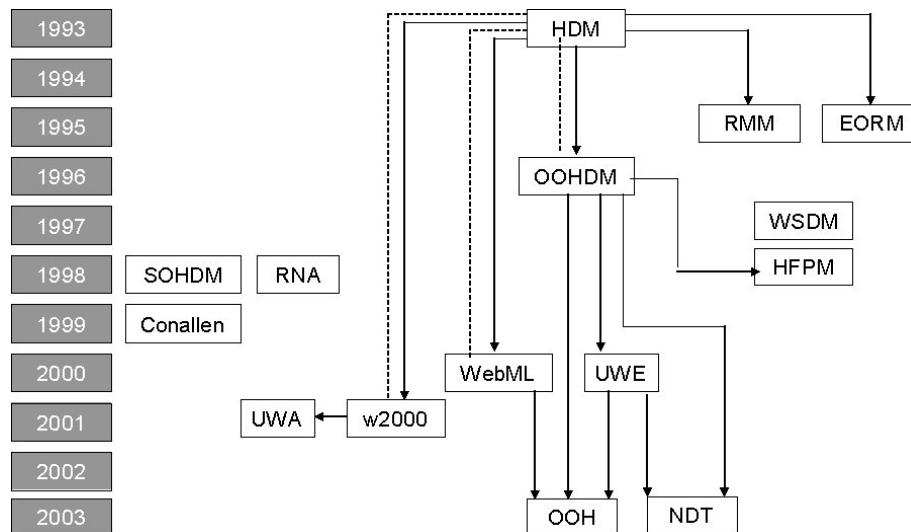 1993 HDM
1994
1995 RMM EORM
1996 OOHDM
1997 WSDM
1998 SOHDM RNA HFPM
1999 Conallen
2000 WebML UWE
2001 UWA w2000
2002
2003 OOH NDT